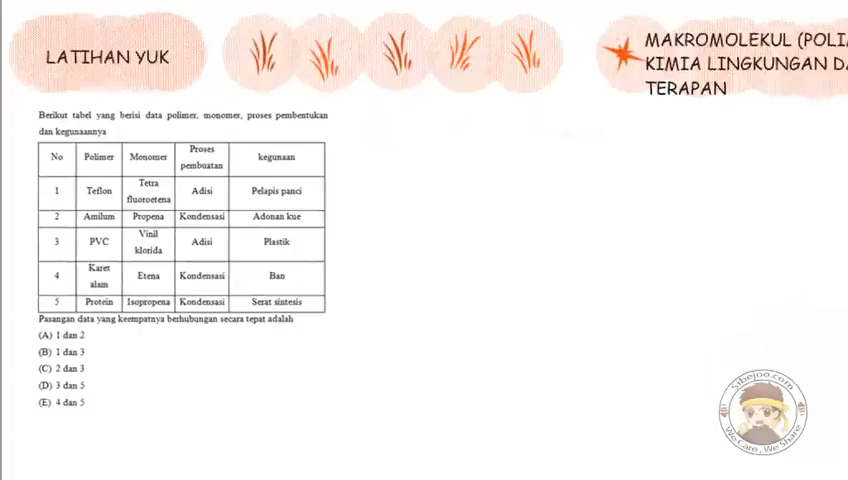 LATIHAN YUK
MAKROMOLEKUL (POLI
KIMIA LINGKUNGAN DA
TERAPAN
Berikut tabel yang berisi data polimer, monomer, proses pembentukan
dan kegunaannya
No Polimer Monomer Proses pembuatan kegunaan
1 Teflon Tetra fluoroetena Adisi Pelapis panci
2 Amilum Propena Kondensasi Adonan kue
3 PVC Vinil klorida Adisi Plastik
4 Karet alam Etena Kondensasi Ban
5 Protein Isopropena Kondensasi Serat sintesis
Pasangan data yang keempatnya berhubungan secara tepat adalah
(A) 1 dan 2
(B) 1 dan 3
(C) 2 dan 3
(D) 3 dan 5
(E) 4 dan 5
Sibejoo.com
We Care, We Share